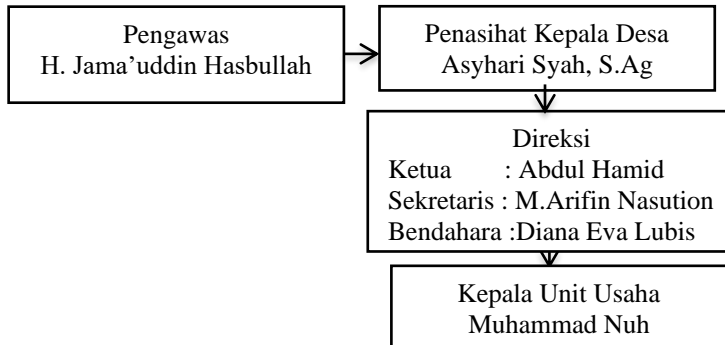 Pengawas
H. Jama’uddin Hasbullah
Penasihat Kepala Desa
Asyhari Syah, S.Ag
Direksi
Ketua : Abdul Hamid
Sekretaris : M.Arifin Nasution
Bendahara :Diana Eva Lubis
Kepala Unit Usaha
Muhammad Nuh